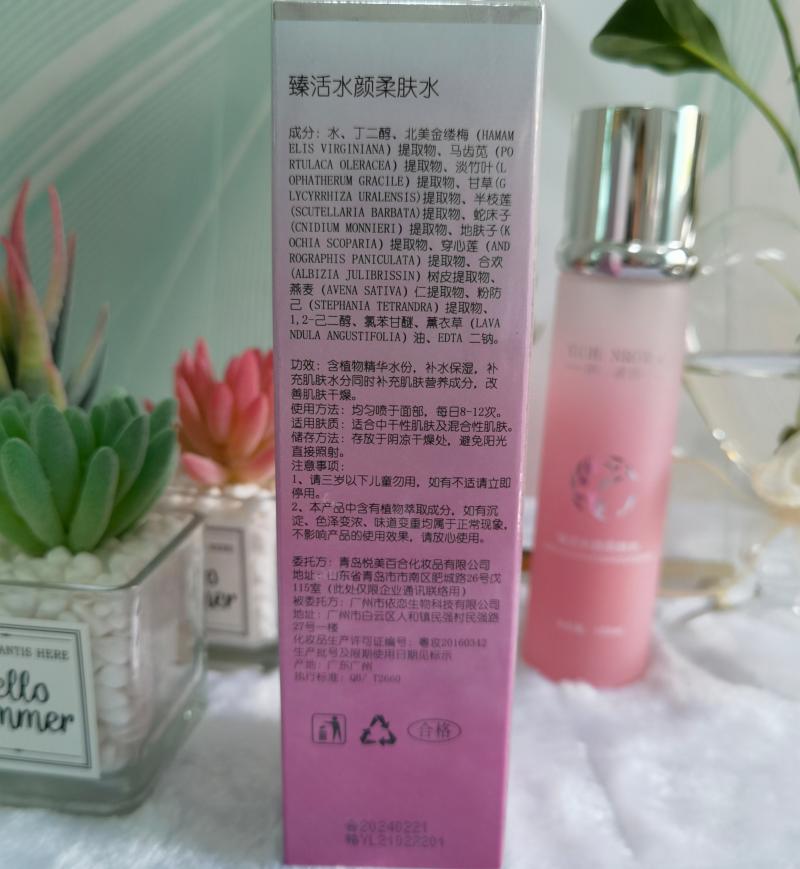 臻活水颜柔肤水
成分：水、丁二醇、北美金缕梅（HAMAM
ELIS VIRGINIANA）提取物、马齿苋（PO
RTULACA OLERACEA）提取物、淡竹叶(L
OPHATHERUM GRACILE）提取物、甘草(G
LYCYRRHIZA URALENSIS)提取物、半枝莲
(SCUTELLARIA BARBATA)提取物、蛇床子
(CNIDIUM MONNIERI）提取物、地肤子(K
OCHIA SCOPARIA）提取物、穿心莲（AND
ROGRAPHIS PANICULATA）提取物、合欢
(ALBIZIA JULIBRISSIN）树皮提取物、
燕麦（AVENA SATIVA）仁提取物、粉防
己（STEPHANIA TETRANDRA）提取物、
1,2-己二醇、氯苯甘醚、薰衣草（LAVA
NDULA ANGUSTIFOLIA）油、EDTA 二钠。
功效：含植物精华水份，补水保湿，补
充肌肤水分同时补充肌肤营养成分，改
善肌肤干燥。
使用方法：均匀喷于面部，每日8-12次。
适用肤质：适合中干性肌肤及混合性肌肤。
储存方法：存放于阴凉干燥处，避免阳光
直接照射。
注意事项：
1、请三岁以下儿童勿用，如有不适请立即
停用。
2、本产品中含有植物萃取成分，如有沉
淀、色泽变浓、味道变重均属于正常现象，
不影响产品的使用效果，请放心使用。
委托方：青岛悦美百合化妆品有限公司
地址：山东省青岛市市南区肥城路26号戊
115室（此处仅限企业通讯联络用）
被委托方：广州市依恋生物科技有限公司
地址：广州市白云区人和镇民强村民强路
27号一楼
化妆品生产许可证编号：粤妆20160342
生产批号及限期使用日期见标示
产地：广东广州
执行标准：QB/ T2660
合格
20240221
YL21022201
ANTIS HERE
ello
mmer